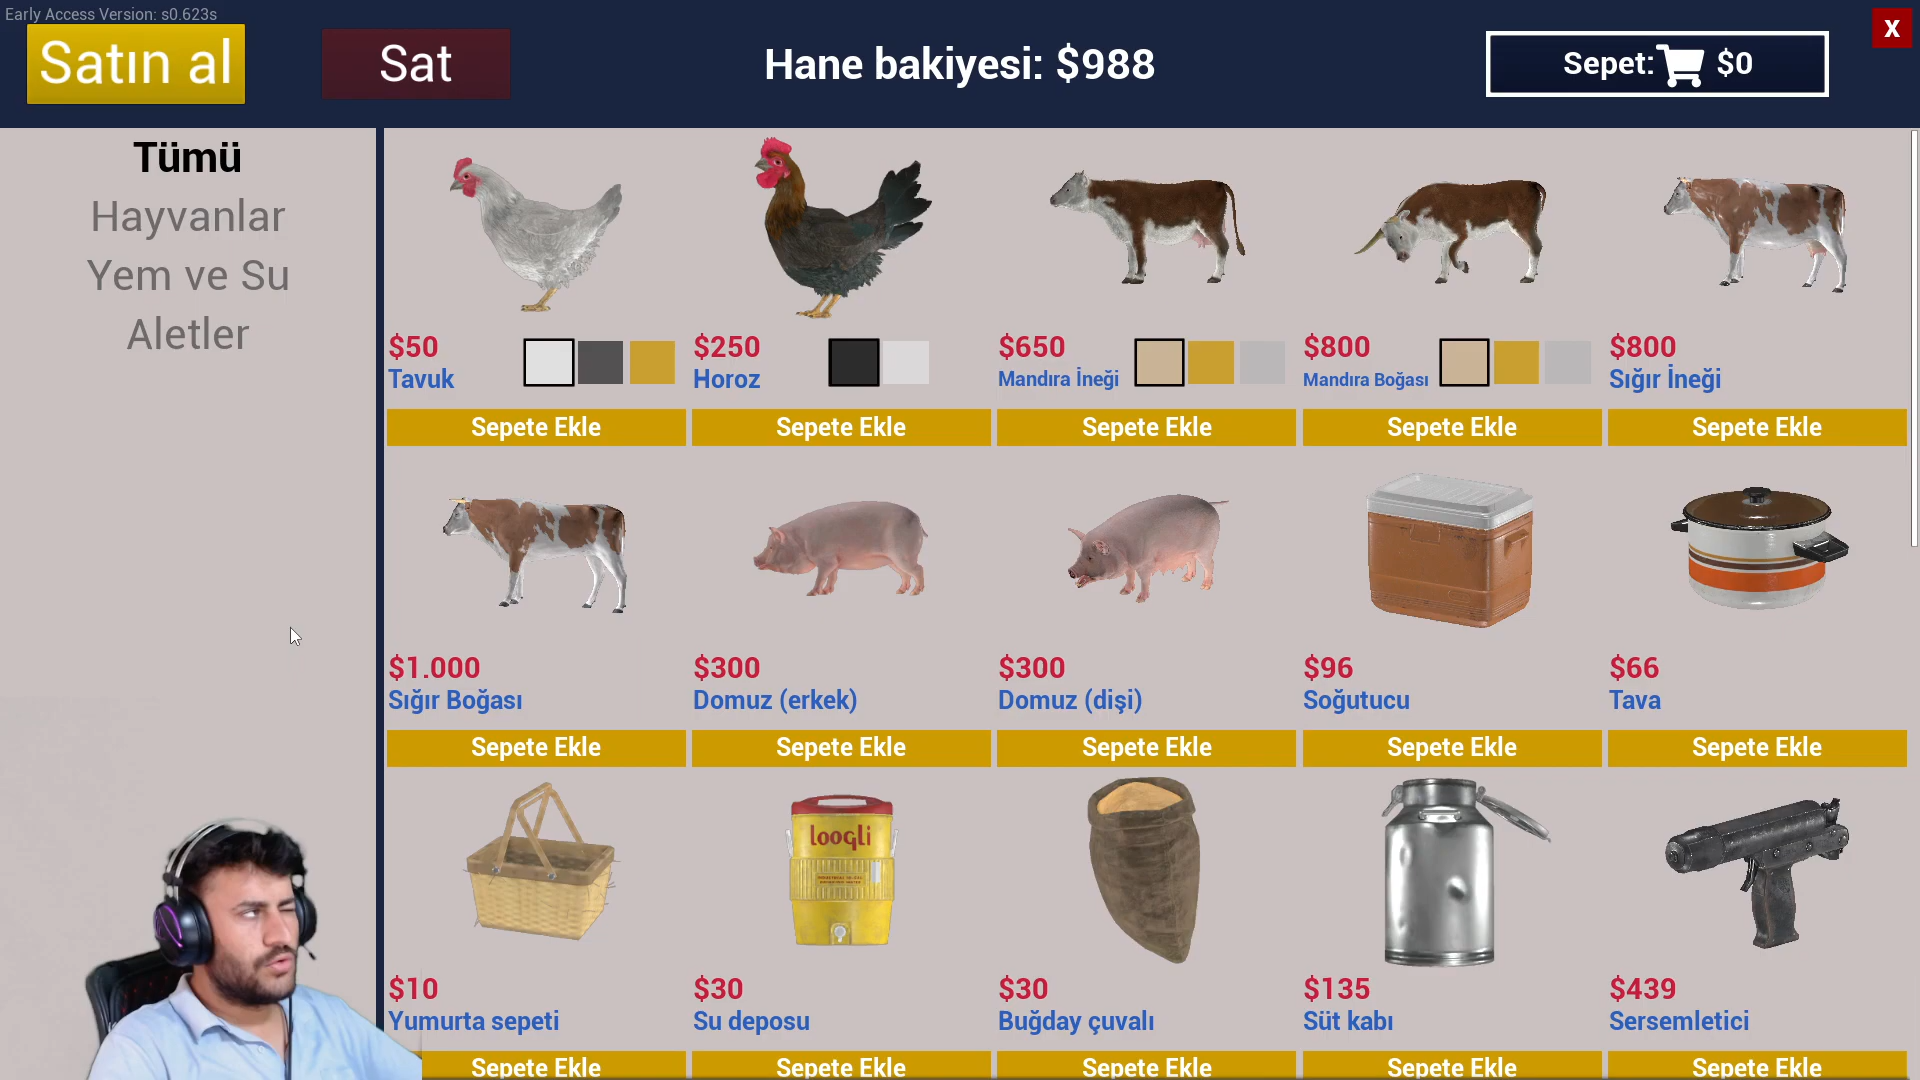 Early Access Version: s0.623s
Satın al
Sat
Hane bakiyesi: $988
Sepet: $0
X
Tümü
Hayvanlar
Yem ve Su
Aletler
$50
Tavuk
Sepete Ekle
$250
Horoz
Sepete Ekle
$650
Mandıra İneği
Sepete Ekle
$800
Mandıra Boğası
Sepete Ekle
$800
Sığır İneği
Sepete Ekle
$1.000
Sığır Boğası
Sepete Ekle
$300
Domuz (erkek)
Sepete Ekle
$300
Domuz (dişi)
Sepete Ekle
$96
Soğutucu
Sepete Ekle
$66
Tava
Sepete Ekle
$10
Yumurta sepeti
Sepete Ekle
looqli
$30
Su deposu
Sepete Ekle
$30
Buğday çuvalı
Sepete Ekle
$135
Süt kabı
Sepete Ekle
$439
Sersemletici
Sepete Ekle